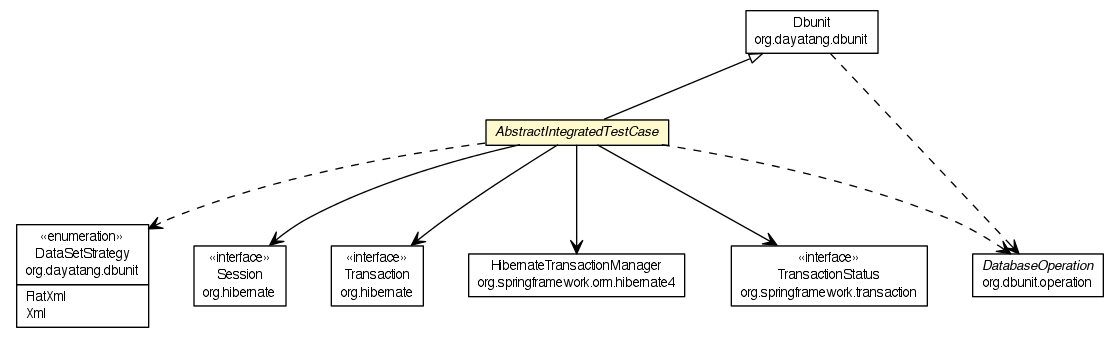 Dbunit
org.dayatang.dbunit
AbstractIntegratedTestCase
«enumeration»
DataSetStrategy
org.dayatang.dbunit
FlatXml
Xml
«interface»
Session
org.hibernate
«interface»
Transaction
org.hibernate
HibernateTransactionManager
org.springframework.orm.hibernate4
«interface»
TransactionStatus
org.springframework.transaction
DatabaseOperation
org.dbunit.operation